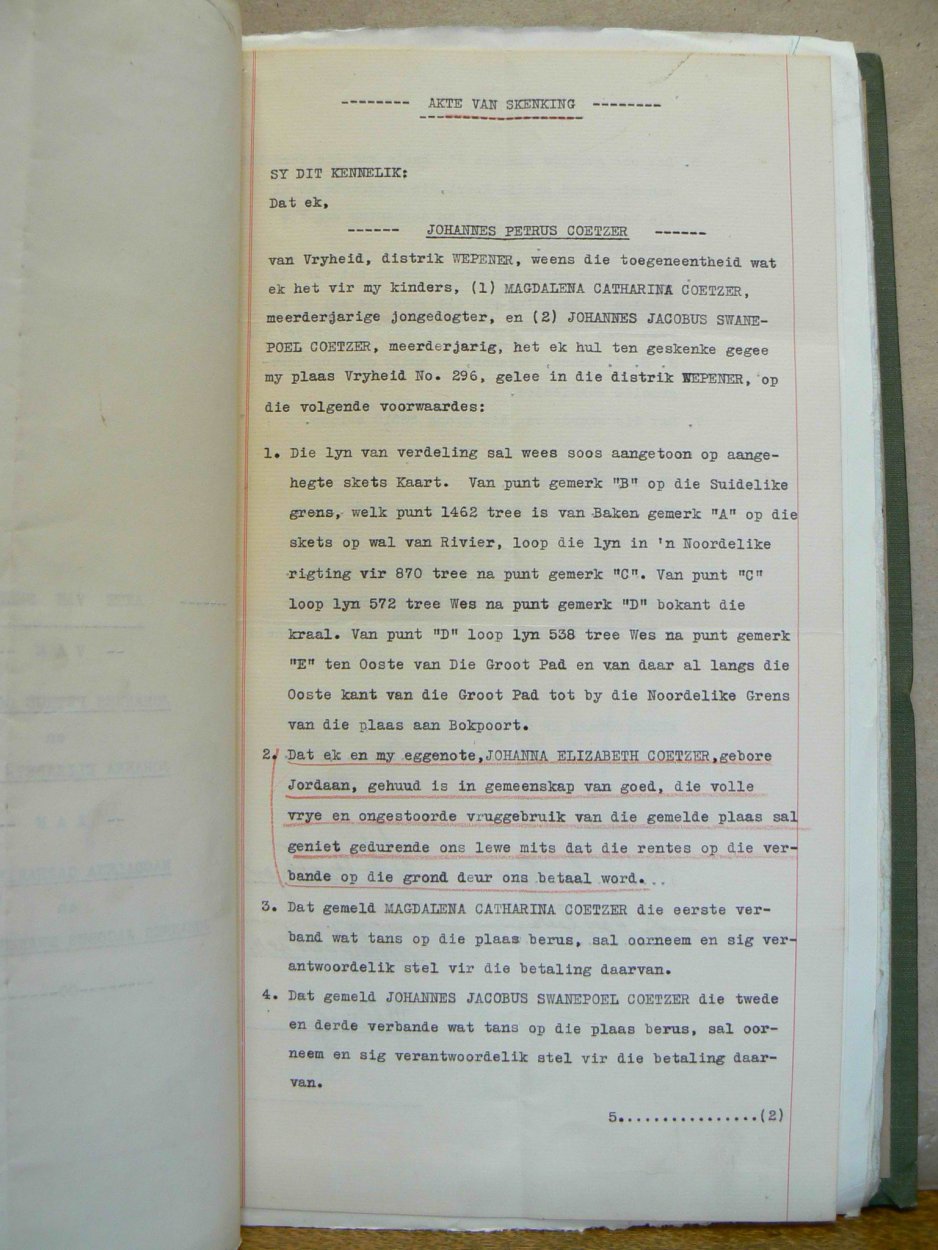 -------- AKTE VAN SKENKING --------
SY DIT KENNELIK:
Dat ek,
------ JOHANNES PETRUS COETZER ------
van Vryheid, distrik WEPENER, weens die toegeneentheid wat
ek het vir my kinders, (1) MAGDALENA CATHARINA COETZER,
meerderjarige jongedogter, en (2) JOHANNES JACOBUS SWANE-
POEL COETZER, meerderjarig, het ek hul ten geskenke gegee
my plaas Vryheid No. 296, gelee in die distrik WEPENER, op
die volgende voorwaardes:
1. Die lyn van verdeling sal wees soos aangetoon op aange-
hegte skets Kaart. Van punt gemerk "B" op die Suidelike
grens, welk punt 1462 tree is van Baken gemerk "A" op die
skets op wal van Rivier, loop die lyn in 'n Noordelike
rigting vir 870 tree na punt gemerk "C". Van punt "C"
loop lyn 572 tree Wes na punt gemerk "D" bokant die
kraal. Van punt "D" loop lyn 538 tree Wes na punt gemerk
"E" ten Ooste van Die Groot Pad en van daar al langs die
Ooste kant van die Groot Pad tot by die Noordelike Grens
van die plaas aan Bokpoort.
2. Dat ek en my eggenote,JOHANNA ELIZABETH COETZER,gebore
Jordaan, gehuud is in gemeenskap van goed, die volle
vrye en ongestoorde vruggebruik van die gemelde plaas sal
geniet gedurende ons lewe mits dat die rentes op die ver-
bande op die grond deur ons betaal word...
3. Dat gemeld MAGDALENA CATHARINA COETZER die eerste ver-
band wat tans op die plaas berus, sal oorneem en sig ver-
antwoordelik stel vir die betaling daarvan.
4. Dat gemeld JOHANNES JACOBUS SWANEPOEL COETZER die twede
en derde verbande wat tans op die plaas berus, sal oor-
neem en sig verantwoordelik stel vir die betaling daar-
van.
5................(2)